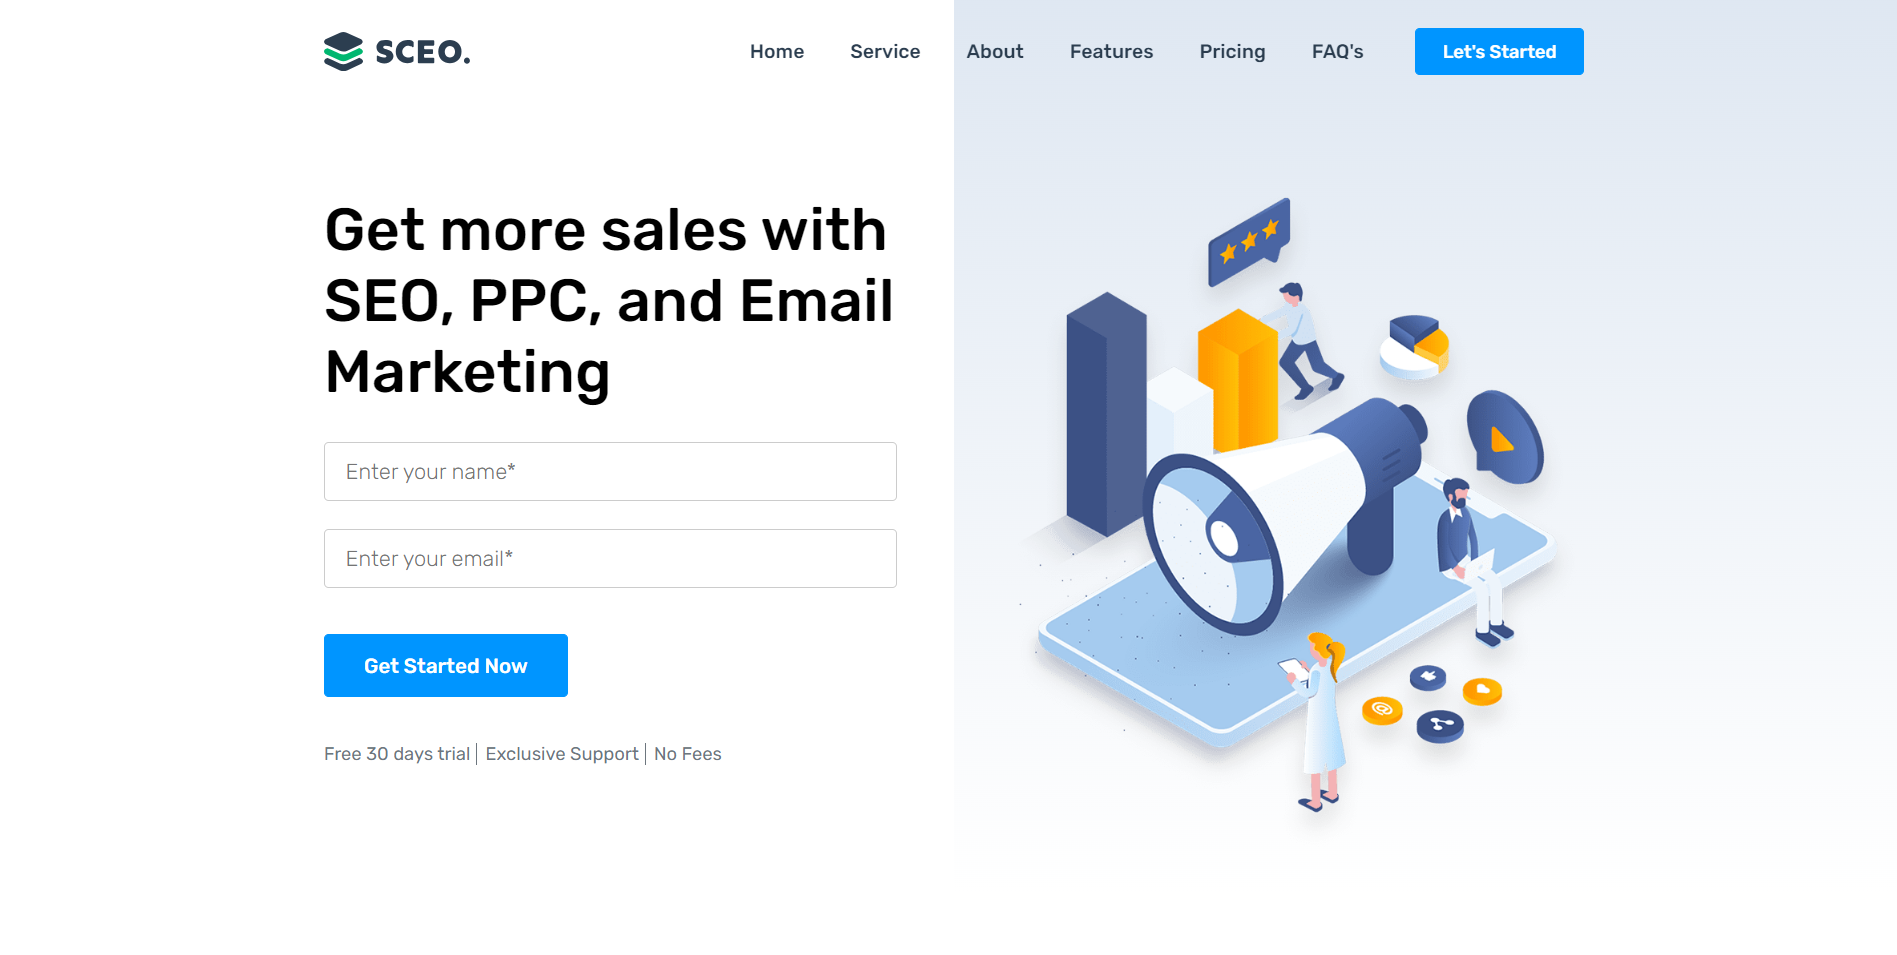 SCEO.
Home Service About Features Pricing FAQ's Let's Started
Get more sales with
SEO, PPC, and Email
Marketing
Enter your name*
Enter your email*
Get Started Now
Free 30 days trial | Exclusive Support | No Fees
@